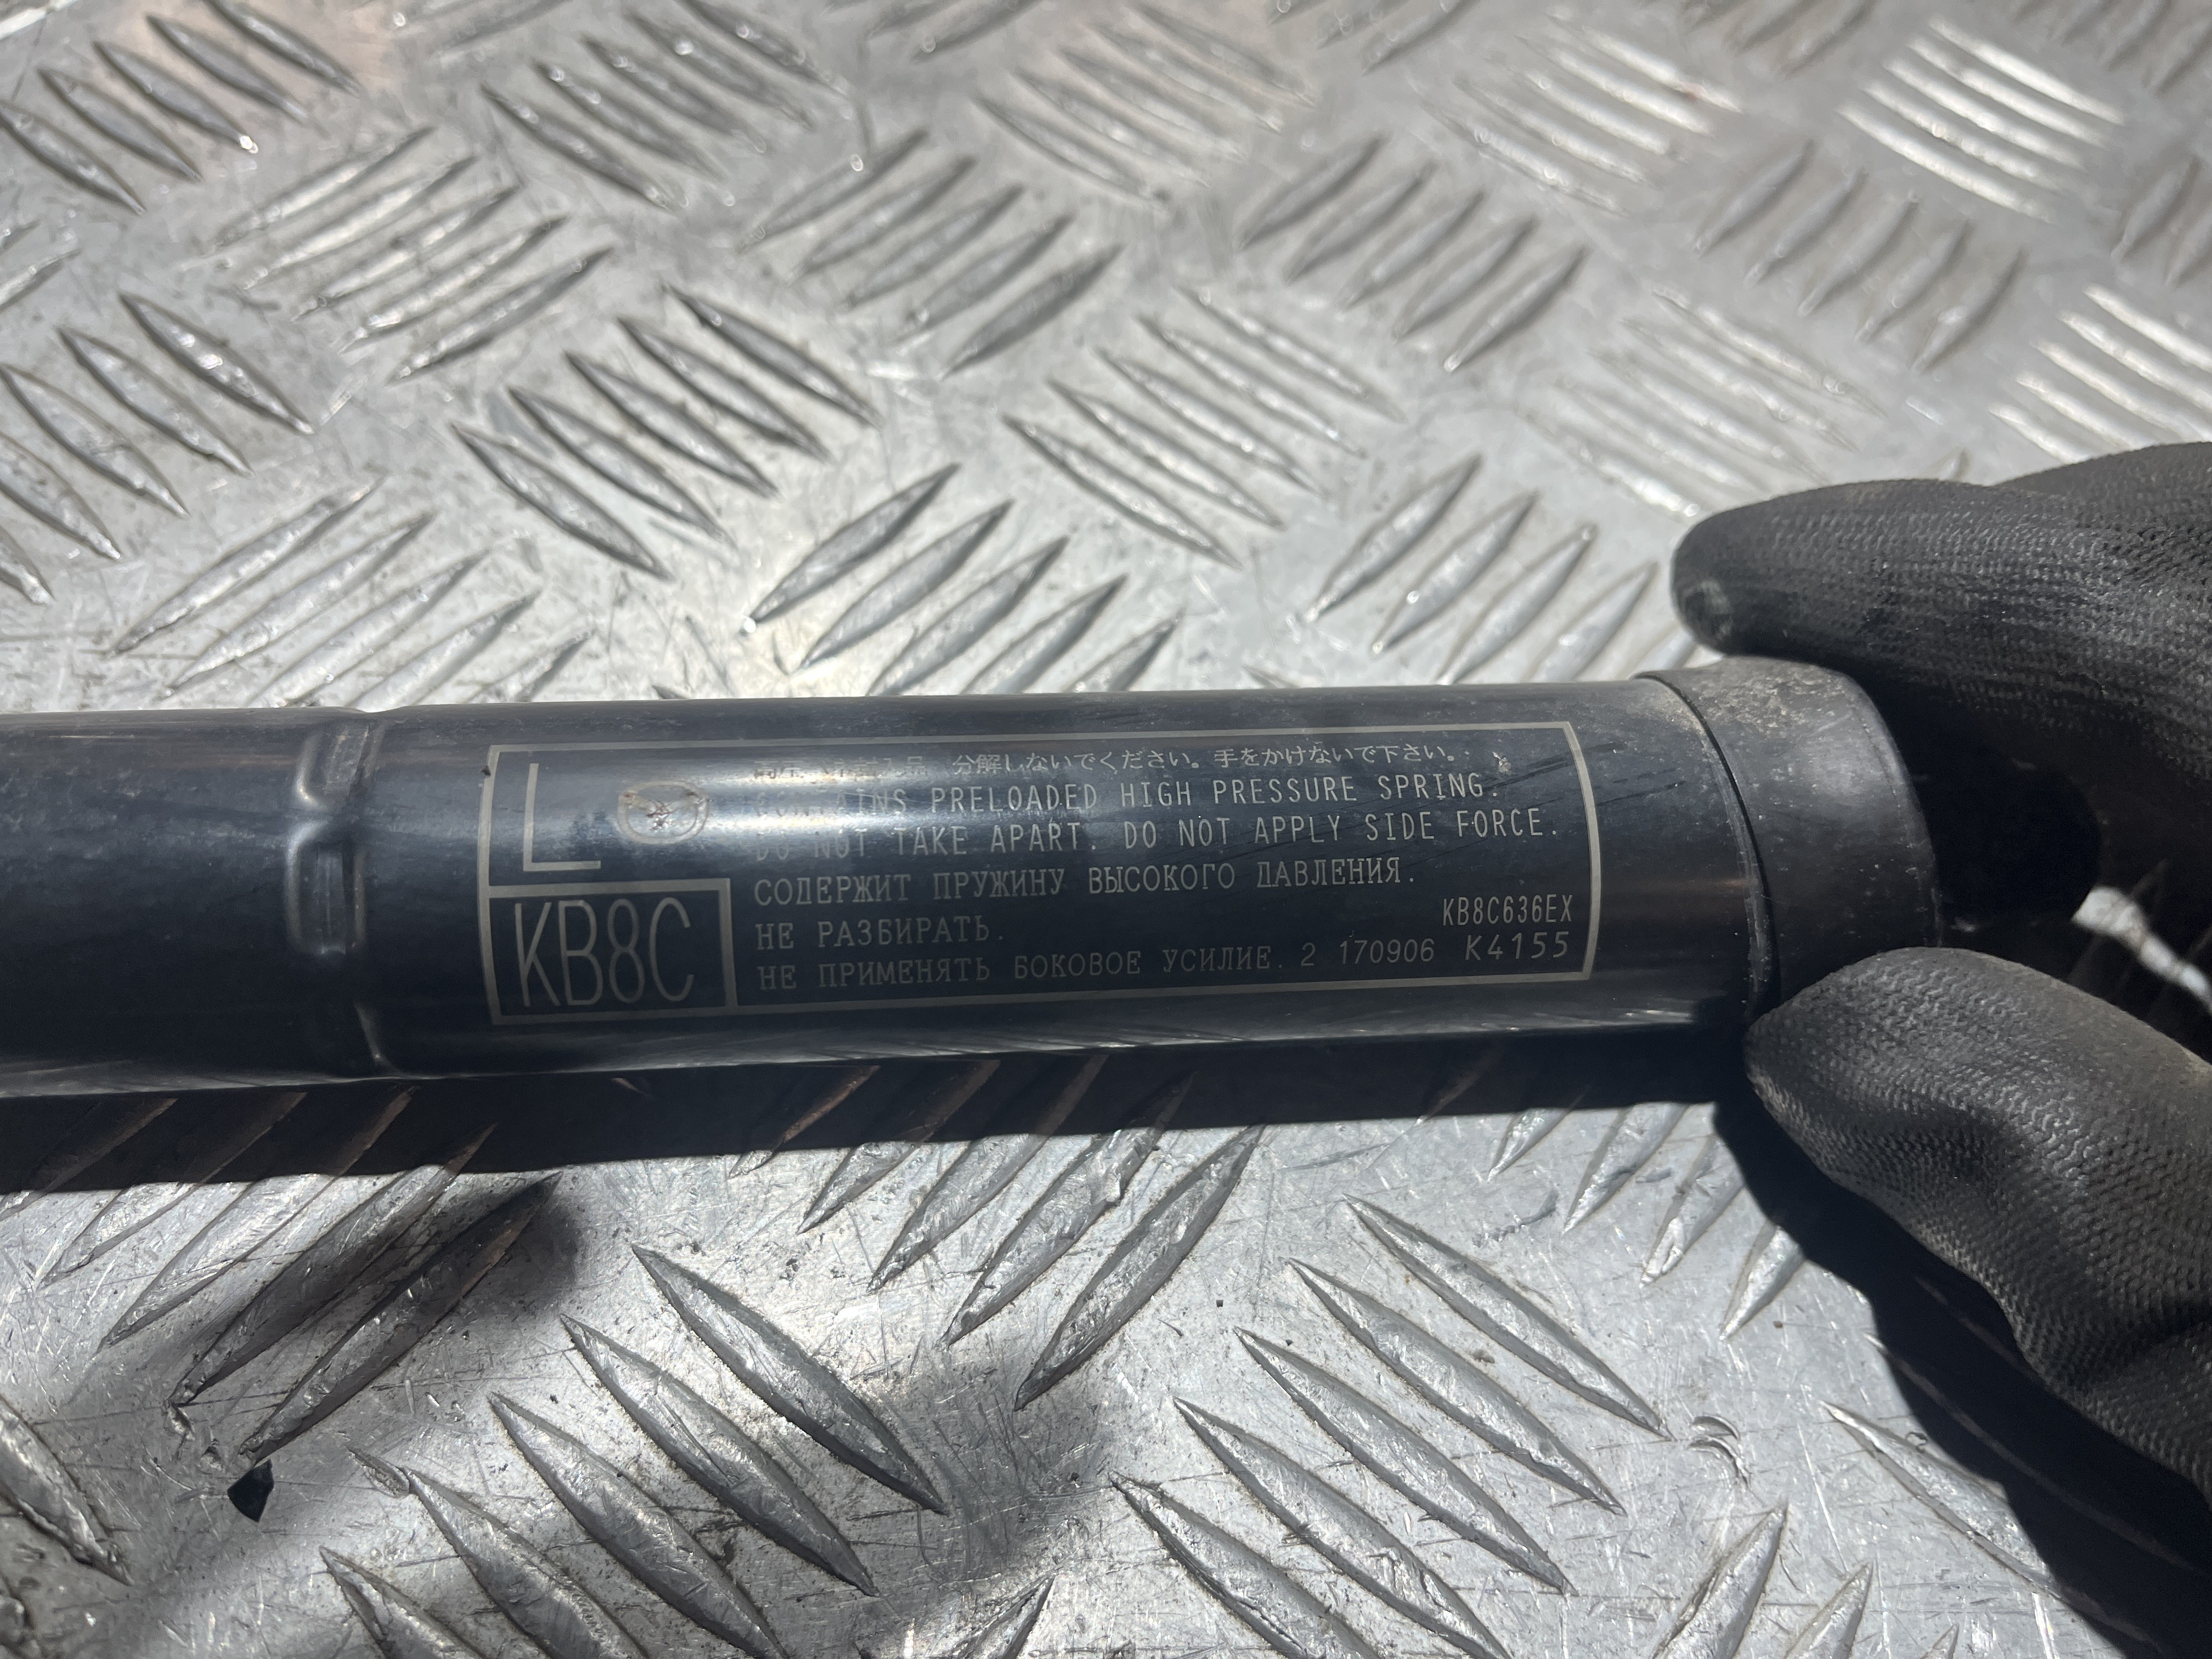 L
KB8C
分解しないでください。手をかけないで下さい。
PRELOADED HIGH PRESSURE SPRING.
DO NOT TAKE APART. DO NOT APPLY SIDE FORCE.
СОДЕРЖИТ ПРУЖИНУ ВЫСОКОГО ДАВЛЕНИЯ.
НЕ РАЗБИРАТЬ.
KB8C636EX
НЕ ПРИМЕНЯТЬ БОКОВОЕ УСИЛИЕ. 2 170906 K4155